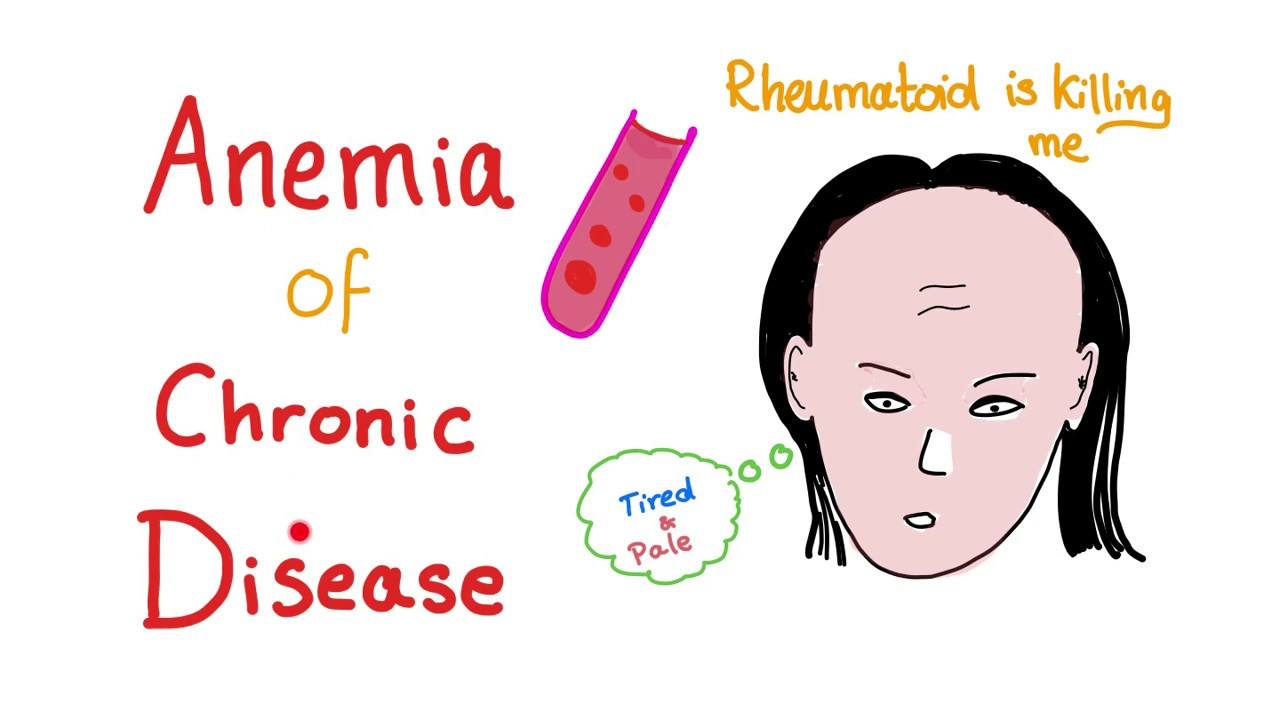 Anemia
of
Chronic
Disease
Rheumatoid is killing
me
Tired
&
Pale